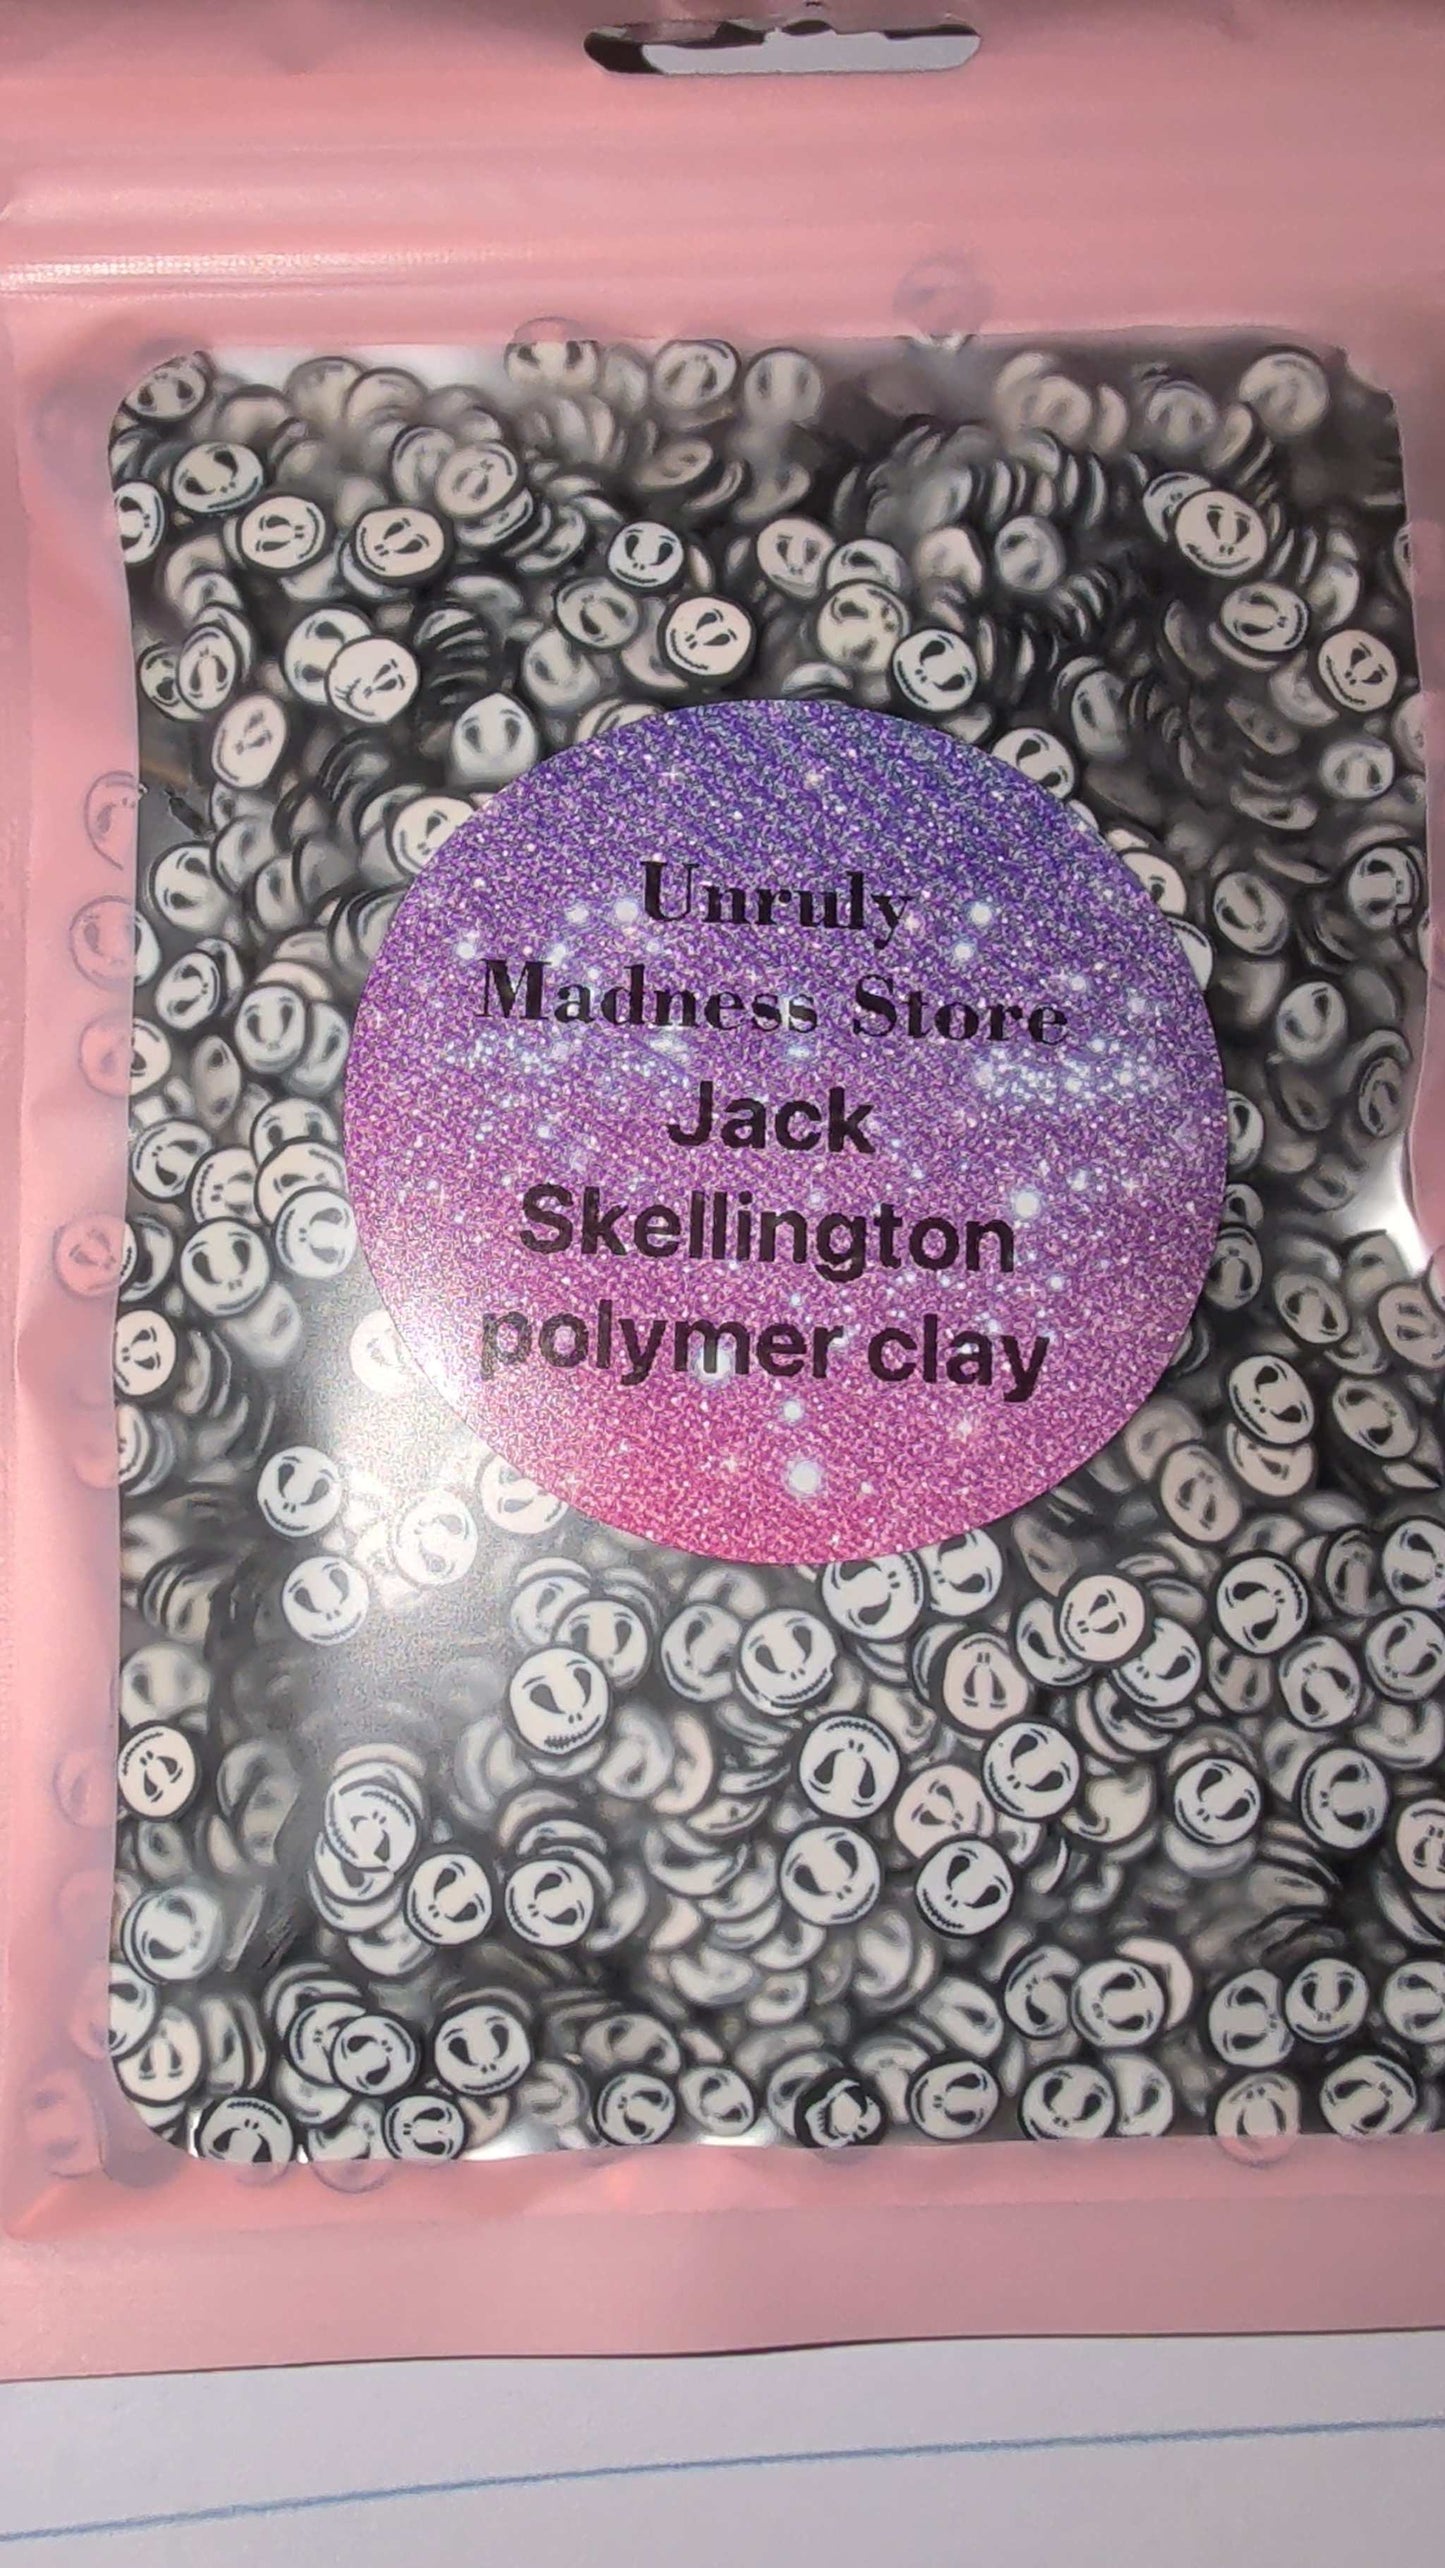 Unruly
Madness Store
Jack
Skellington
polymer clay